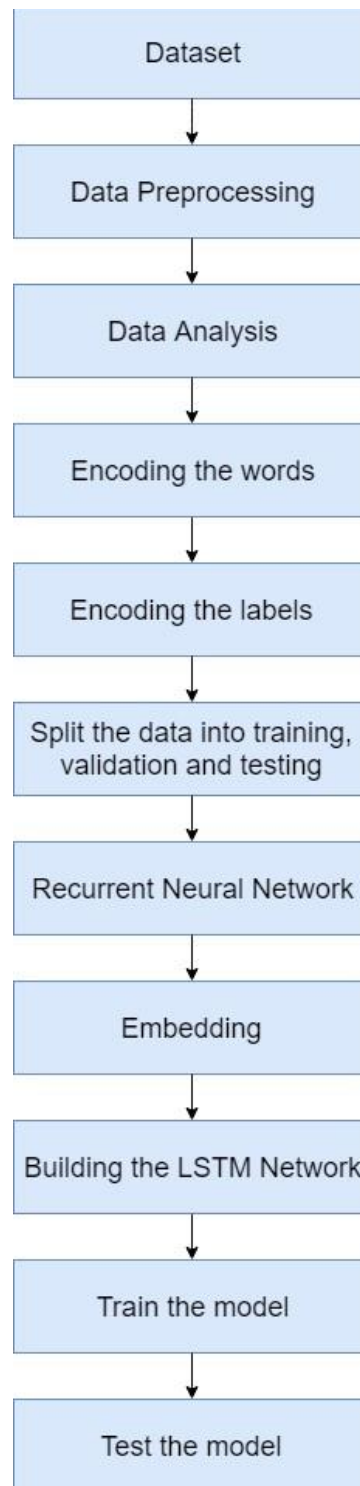 Dataset
Data Preprocessing
Data Analysis
Encoding the words
Encoding the labels
Split the data into training,
validation and testing
Recurrent Neural Network
Embedding
Building the LSTM Network
Train the model
Test the model